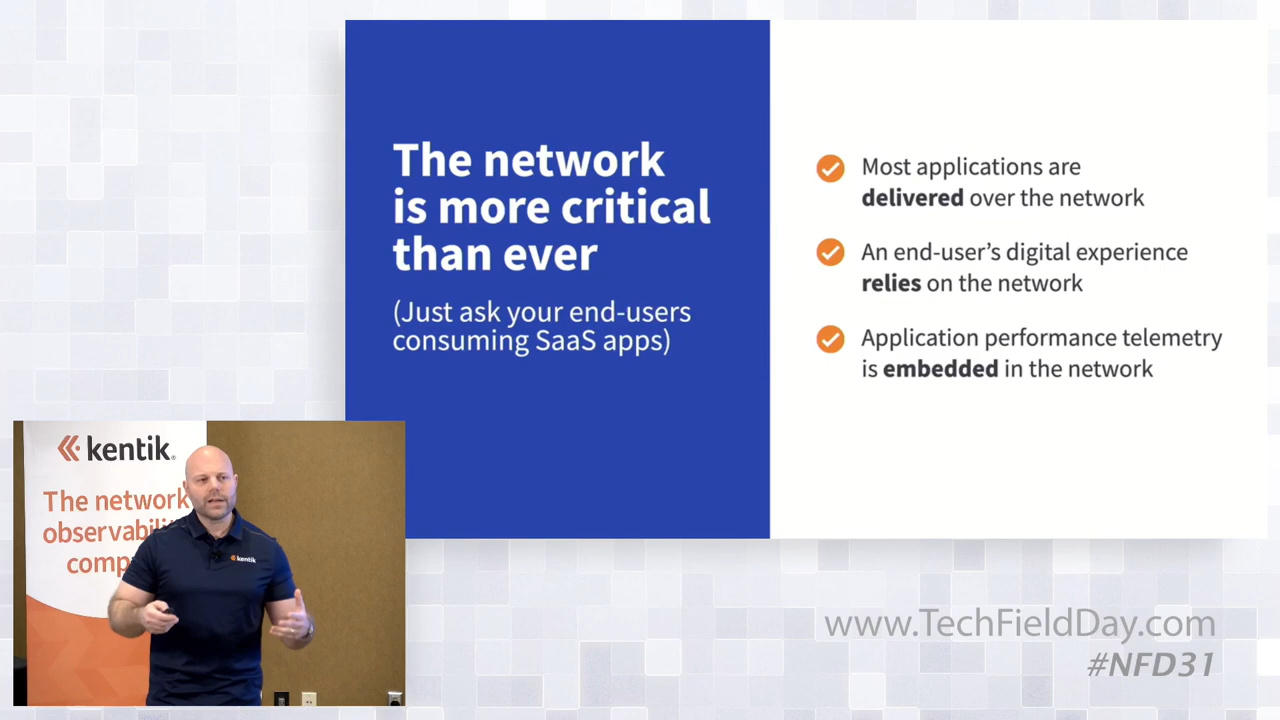 The network
is more critical
than ever
(Just ask your end-users
consuming SaaS apps)
Most applications are
delivered over the network
An end-user’s digital experience
relies on the network
Application performance telemetry
is embedded in the network
kentik
The network
kentik
www.TechFieldDay.com
#NFD31